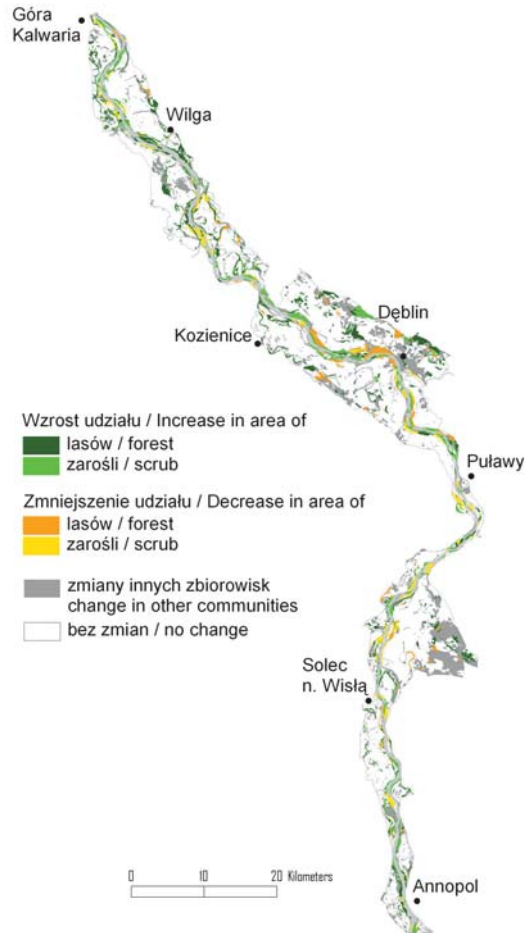 Góra
Kalwaria
Wilga
Dęblin
Kozienice
Wzrost udziału / Increase in area of
lasów / forest
zarośli / scrub
Puławy
Zmniejszenie udziału / Decrease in area of
lasów / forest
zarośli / scrub
zmiany innych zbiorowisk
change in other communities
bez zmian / no change
Solec
n. Wisłą
0 10 20 Kilometers
Annopol